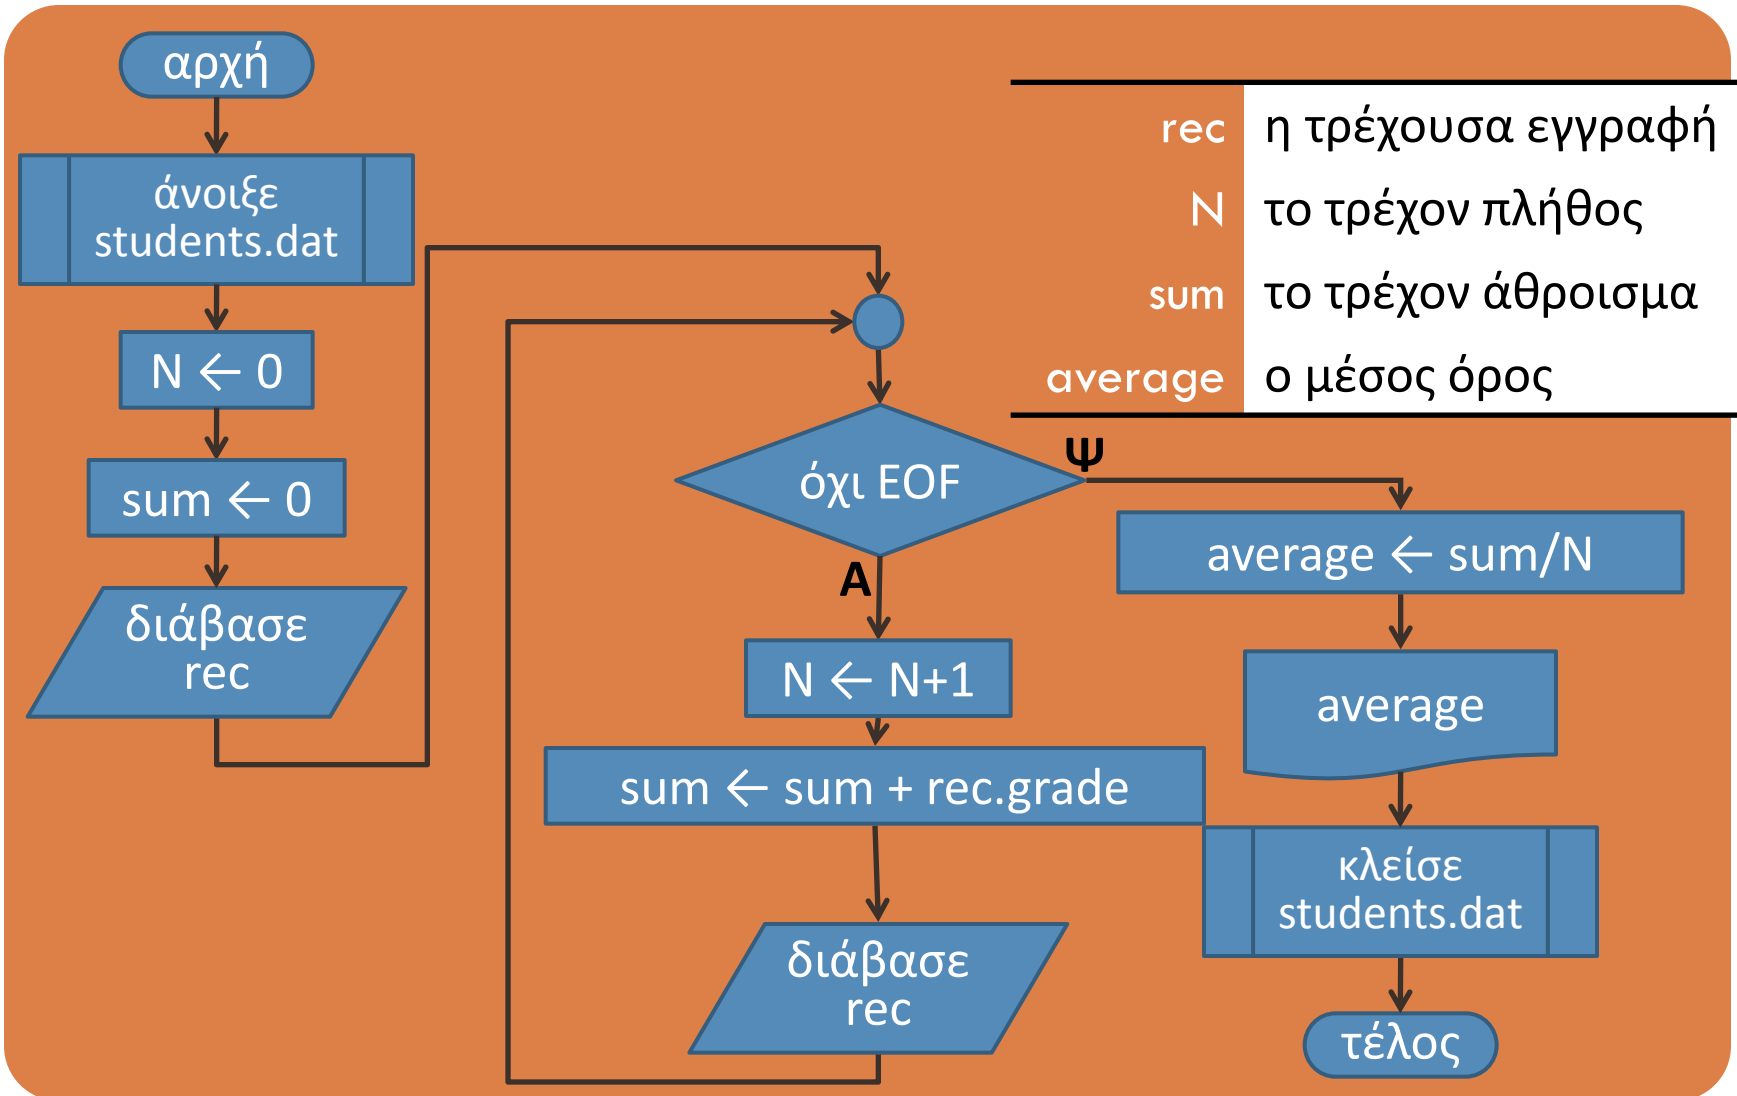 αρχή
άνοιξε
students.dat
N ← 0
sum ← 0
διάβασε
rec
όχι EOF
Α
N ← N+1
sum ← sum + rec.grade
διάβασε
rec
Ψ
average ← sum/N
average
κλείσε
students.dat
τέλος
rec η τρέχουσα εγγραφή
N το τρέχον πλήθος
sum το τρέχον άθροισμα
average ο μέσος όρος